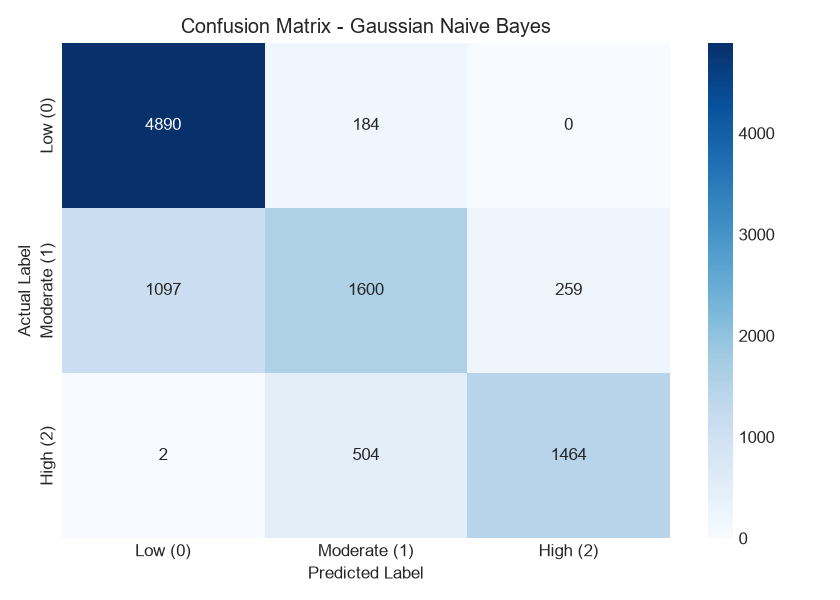 Confusion Matrix - Gaussian Naive Bayes
Actual Label
Low (0)
4890 184 0
Moderate (1)
1097 1600 259
High (2)
2 504 1464
Low (0) Moderate (1) High (2)
Predicted Label
4000
3000
2000
1000
0